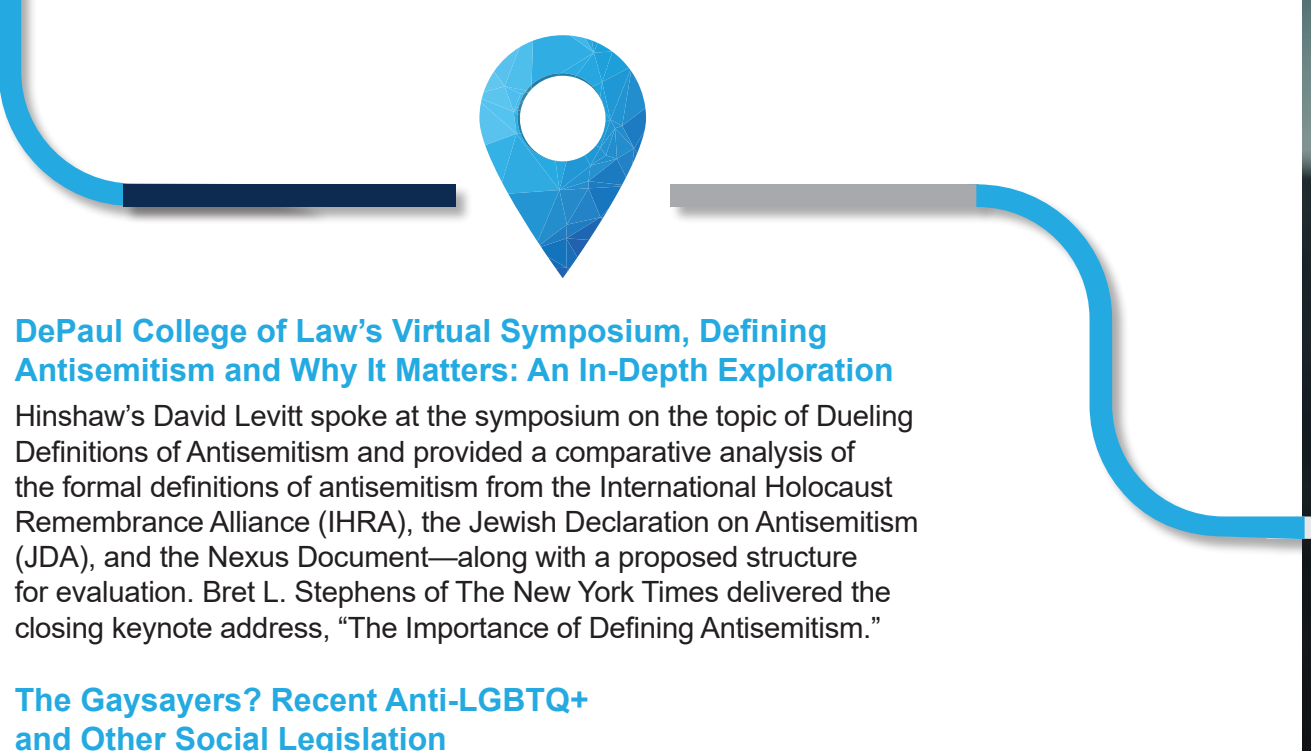 DePaul College of Law’s Virtual Symposium, Defining
Antisemitism and Why It Matters: An In-Depth Exploration
Hinshaw’s David Levitt spoke at the symposium on the topic of Dueling
Definitions of Antisemitism and provided a comparative analysis of
the formal definitions of antisemitism from the International Holocaust
Remembrance Alliance (IHRA), the Jewish Declaration on Antisemitism
(JDA), and the Nexus Document—along with a proposed structure
for evaluation. Bret L. Stephens of The New York Times delivered the
closing keynote address, “The Importance of Defining Antisemitism.”
The Gaysayers? Recent Anti-LGBTQ+
and Other Social Legislation